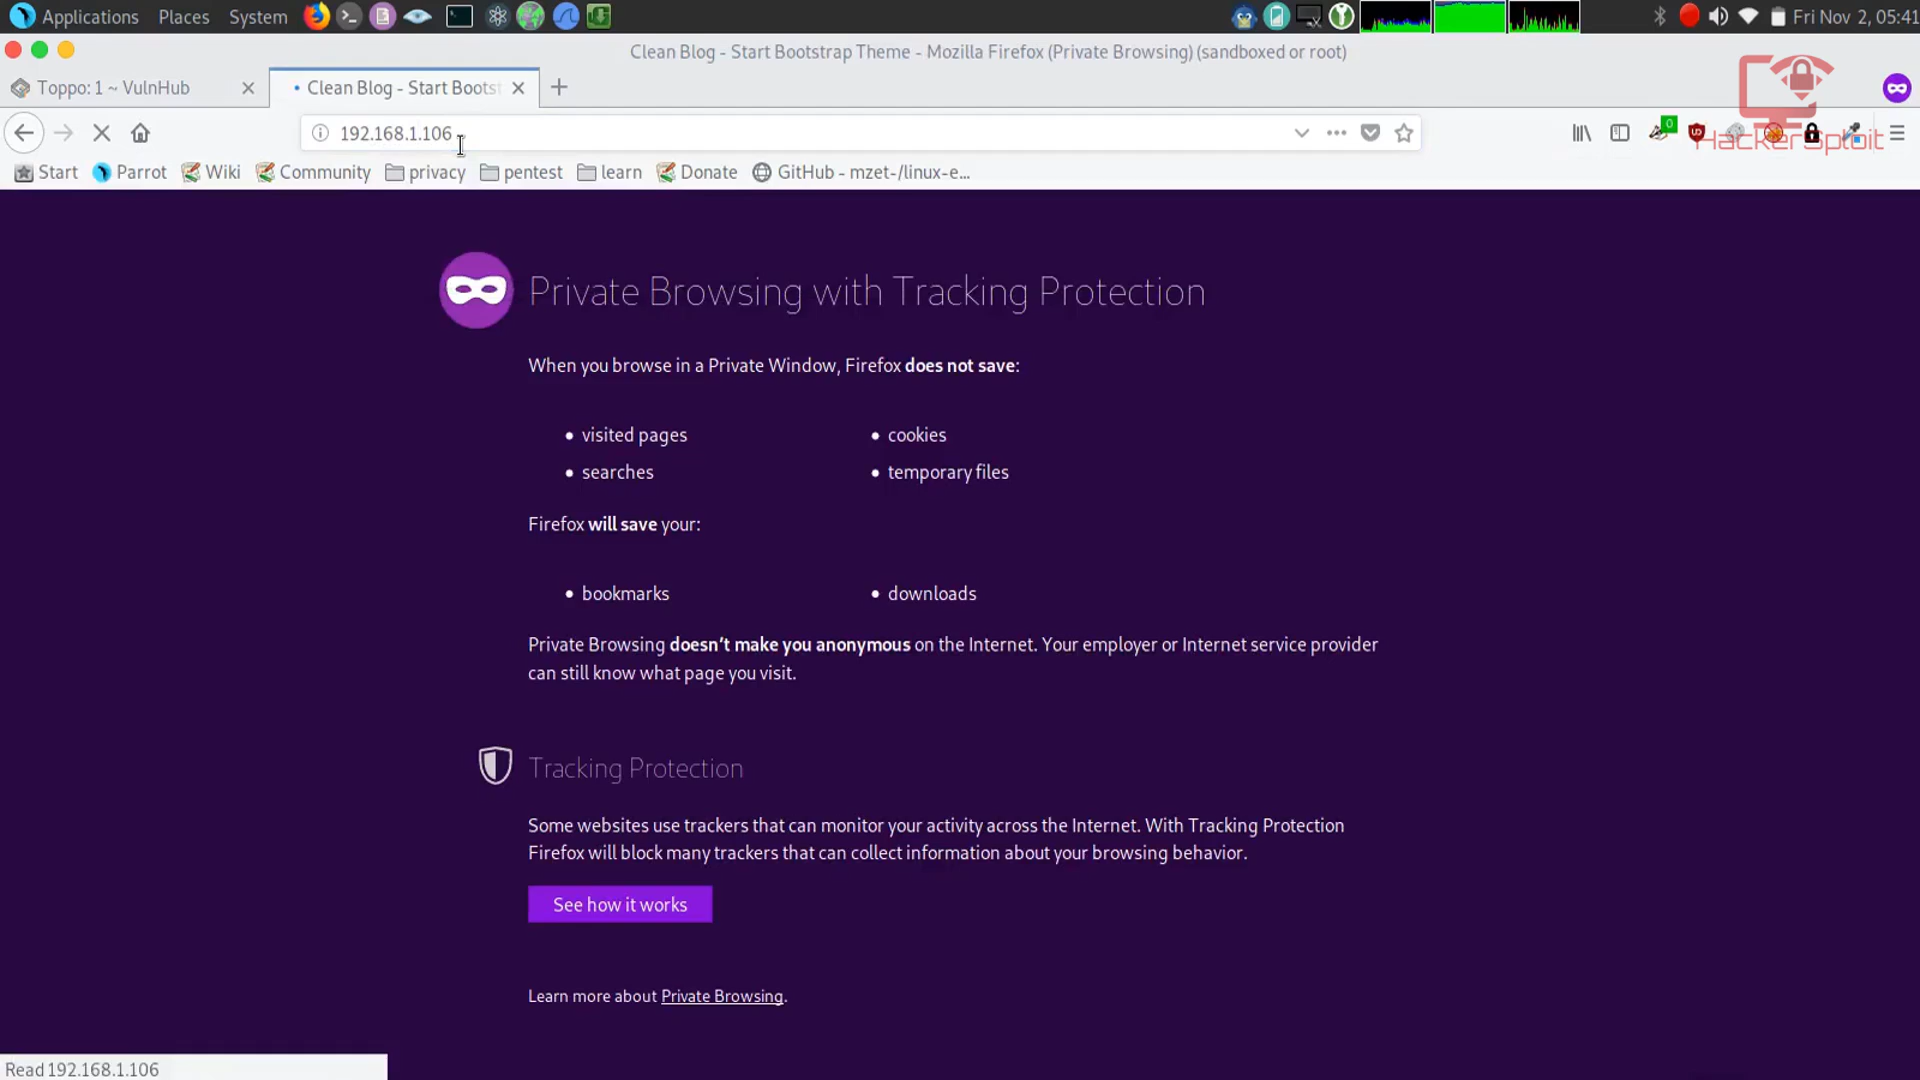 Applications Places System Fri Nov 2, 05:41
Clean Blog - Start Bootstrap Theme - Mozilla Firefox (Private Browsing) (sandboxed or root)
Toppo: 1 ~ VulnHub
Clean Blog - Start Bootst
192.168.1.106
0
HackerSploit
Start Parrot Wiki Community privacy pentest learn Donate GitHub - mzet-/linux-e...
Private Browsing with Tracking Protection
When you browse in a Private Window, Firefox does not save:
• visited pages • cookies
• searches • temporary files
Firefox will save your:
• bookmarks • downloads
Private Browsing doesn't make you anonymous on the Internet. Your employer or Internet service provider
can still know what page you visit.
Tracking Protection
Some websites use trackers that can monitor your activity across the Internet. With Tracking Protection
Firefox will block many trackers that can collect information about your browsing behavior.
See how it works
Learn more about Private Browsing.
Read 192.168.1.106